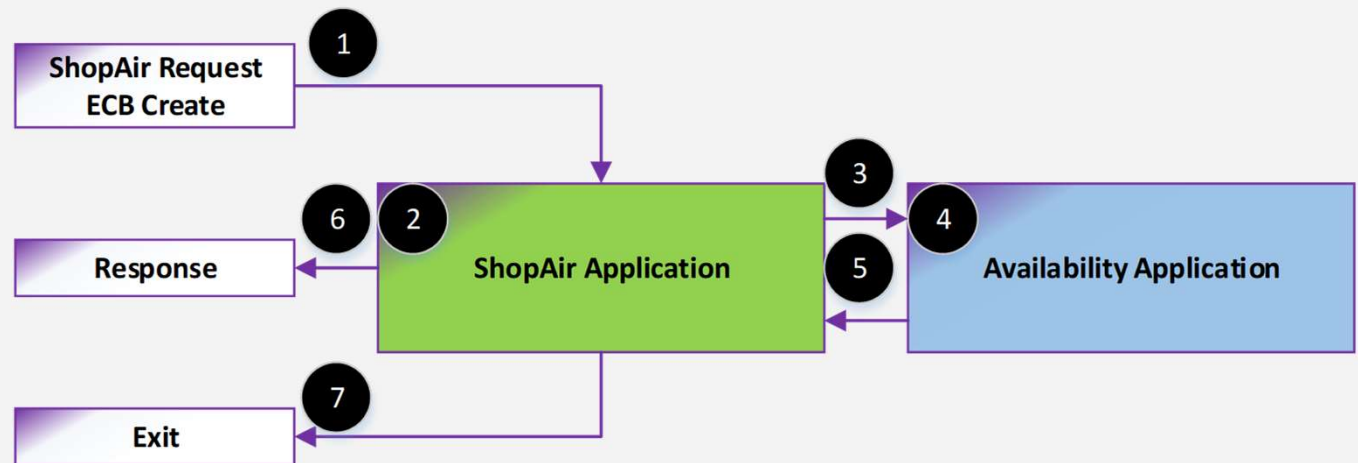 1
ShopAir Request
ECB Create
3
6
2
4
Response
ShopAir Application
5
Availability Application
7
Exit